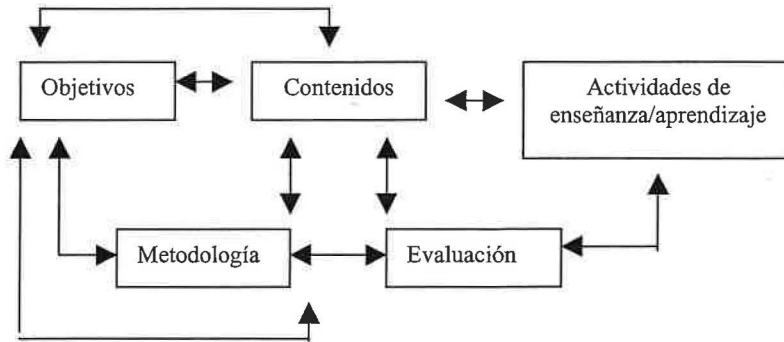 Objetivos
Contenidos
Actividades de
enseñanza/aprendizaje
Metodología
Evaluación